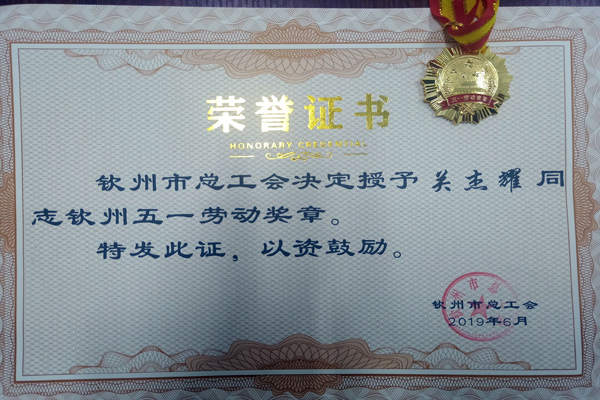 荣誉证书
HONORARY CREDENTIAL
钦州市总工会决定授予关杰耀同
志钦州五一劳动奖章。
特发此证，以资鼓励。
钦州市总工会
2019年6月